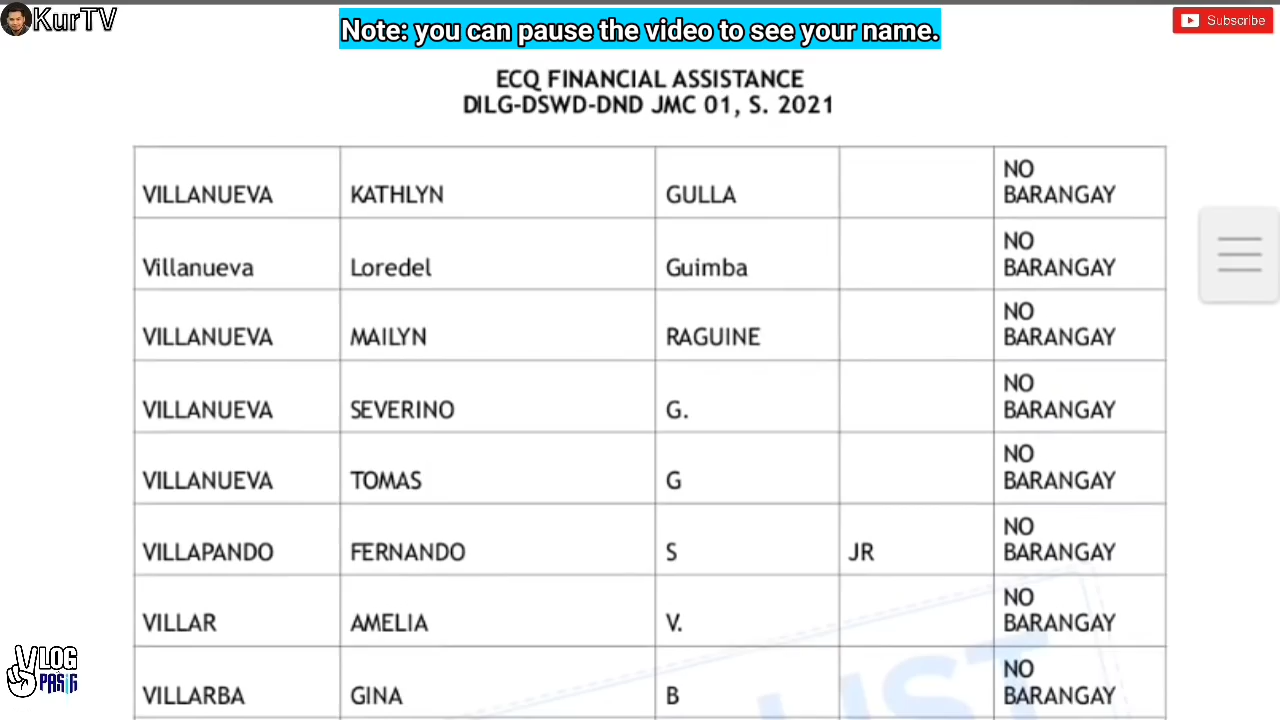 KurTV
Note: you can pause the video to see your name.
Subscribe
ECQ FINANCIAL ASSISTANCE
DILG-DSWD-DND JMC 01, S. 2021
VILLANUEVA KATHLYN GULLA NO BARANGAY
Villanueva Loredel Guimba NO BARANGAY
VILLANUEVA MAILYN RAGUINE NO BARANGAY
VILLANUEVA SEVERINO G. NO BARANGAY
VILLANUEVA TOMAS G NO BARANGAY
VILLAPANDO FERNANDO S JR NO BARANGAY
VILLAR AMELIA V. NO BARANGAY
VILLARBA GINA B NO BARANGAY
LIST
VLOG
PASIG